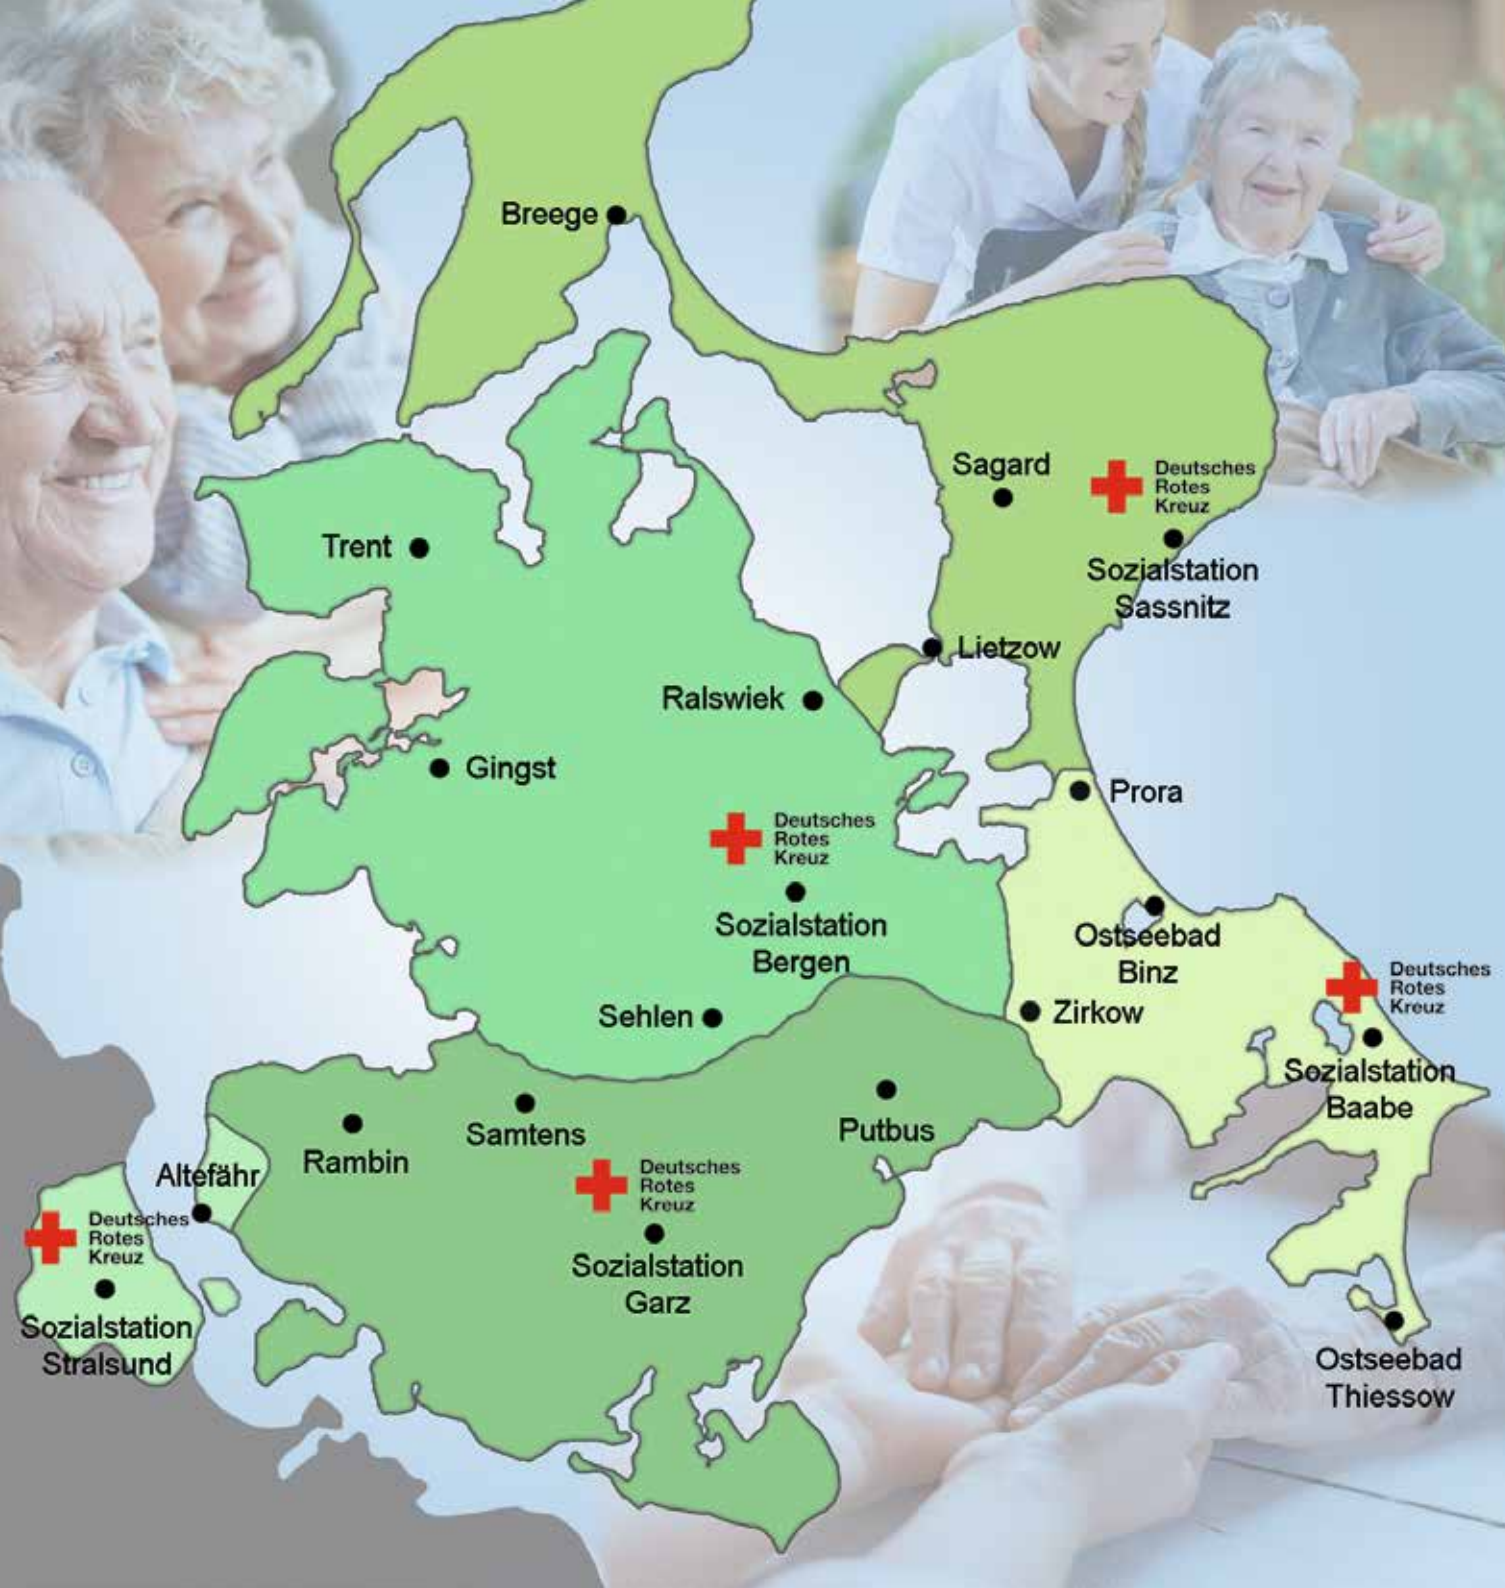 Breege
Sagard
Deutsches
Rotes
Kreuz
Trent
Sozialstation
Sassnitz
Lietzow
Ralswiek
Gingst
Prora
Deutsches
Rotes
Kreuz
Sozialstation
Bergen
Ostseebad
Binz
Deutsches
Rotes
Kreuz
Sehlen
Zirkow
Sozialstation
Baabe
Putbus
Samtens
Rambin
Altefähr
Deutsches
Rotes
Kreuz
Deutsches
Rotes
Kreuz
Sozialstation
Garz
Sozialstation
Stralsund
Ostseebad
Thiessow